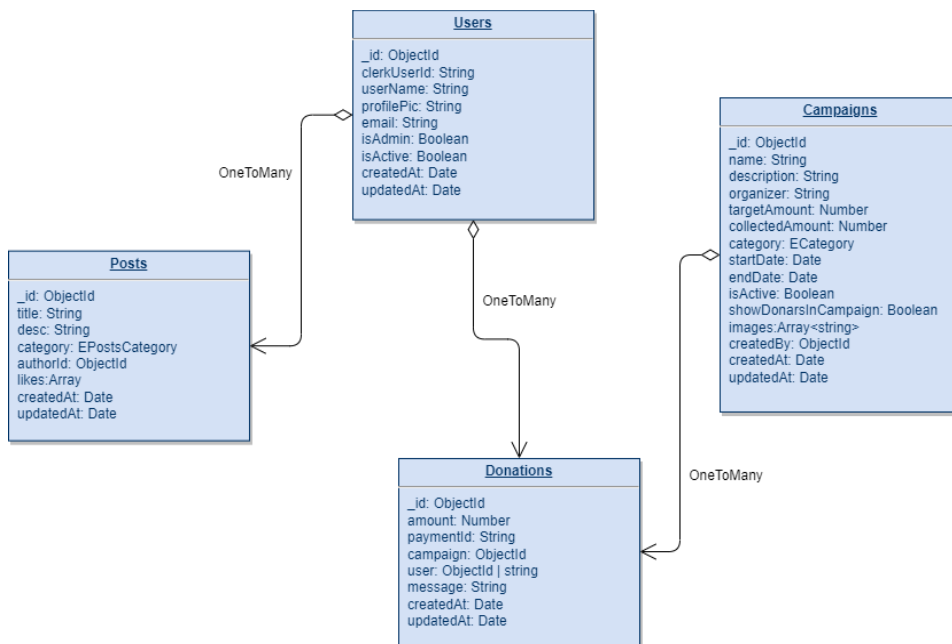 Users
_id: ObjectId
clerkUserId: String
userName: String
profilePic: String
email: String
isAdmin: Boolean
isActive: Boolean
createdAt: Date
updatedAt: Date
Campaigns
_id: ObjectId
name: String
description: String
organizer: String
targetAmount: Number
collectedAmount: Number
category: ECategory
startDate: Date
endDate: Date
isActive: Boolean
showDonarsInCampaign: Boolean
images:Array<string>
createdBy: ObjectId
createdAt: Date
updatedAt: Date
OneToMany
Posts
_id: ObjectId
title: String
desc: String
category: EPostsCategory
authorId: ObjectId
likes:Array
createdAt: Date
updatedAt: Date
OneToMany
OneToMany
Donations
_id: ObjectId
amount: Number
paymentId: String
campaign: ObjectId
user: ObjectId | string
message: String
createdAt: Date
updatedAt: Date